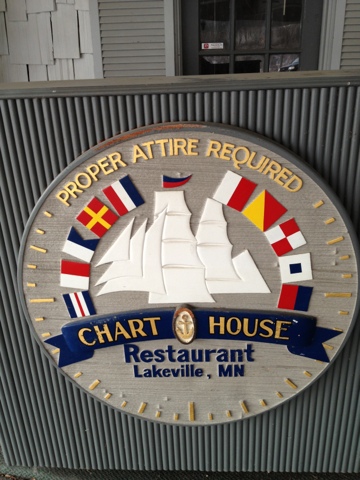 PROPER ATTIRE REQUIRED
CHART HOUSE
Restaurant
Lakeville, MN